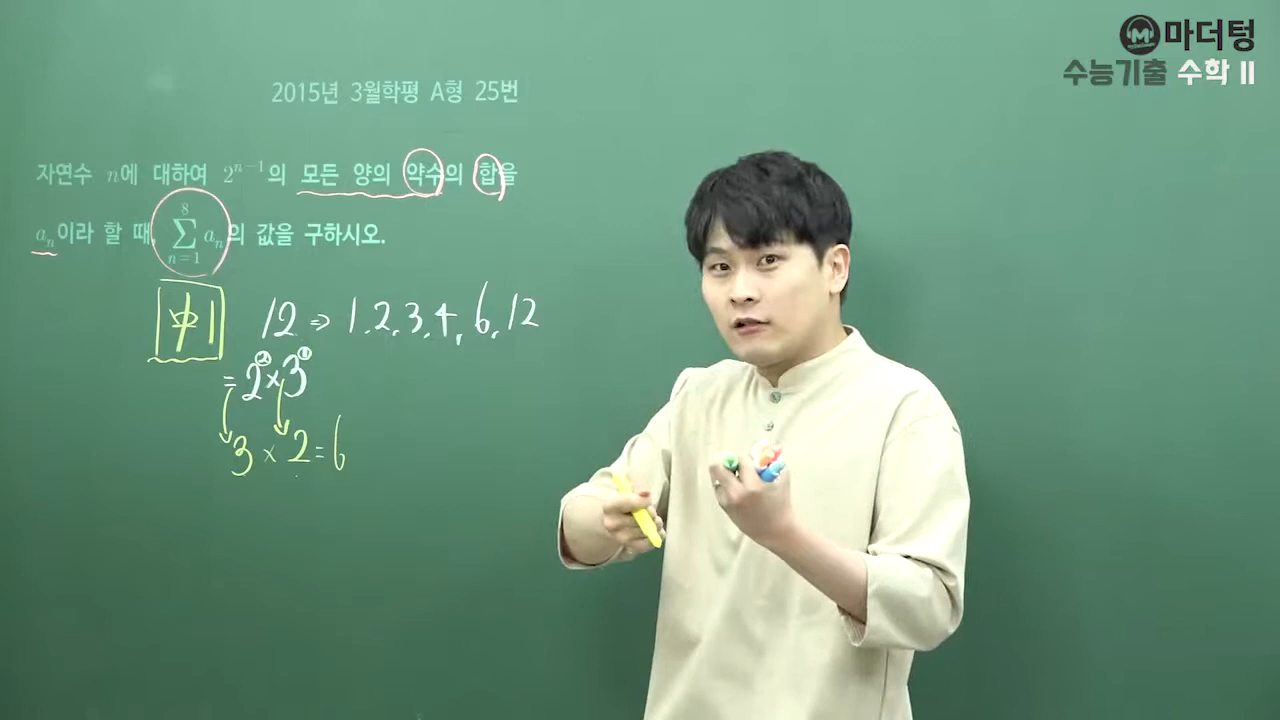 마더텅
수능기출 수학 II
2015년 3월학평 A형 25번
자연수 n에 대하여 2^{n-1}의 모든 양의 약수의 합을
a_n이라 할 때, \sum_{n=1}^{8} a_n의 값을 구하시오.
中1 12 ⇒ 1, 2, 3, 4, 6, 12
= 2^② × 3^①
3 × 2 = 6